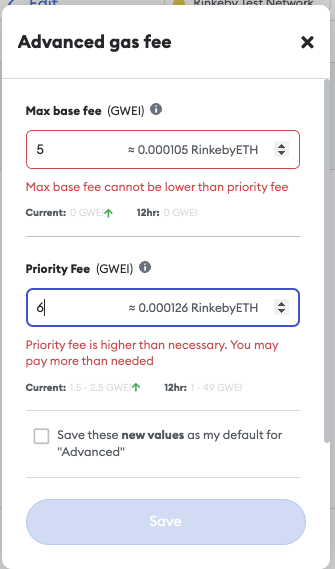 Edit
Rinkeby Test Network
Advanced gas fee
Max base fee (GWEI)
5 ≈ 0.000105 RinkebyETH
Max base fee cannot be lower than priority fee
Current: 0 GWEI 12hr: 0 GWEI
Priority Fee (GWEI)
6 ≈ 0.000126 RinkebyETH
Priority fee is higher than necessary. You may
pay more than needed
Current: 1.5 - 2.5 GWEI 12hr: 1 - 49 GWEI
Save these new values as my default for
"Advanced"
Save